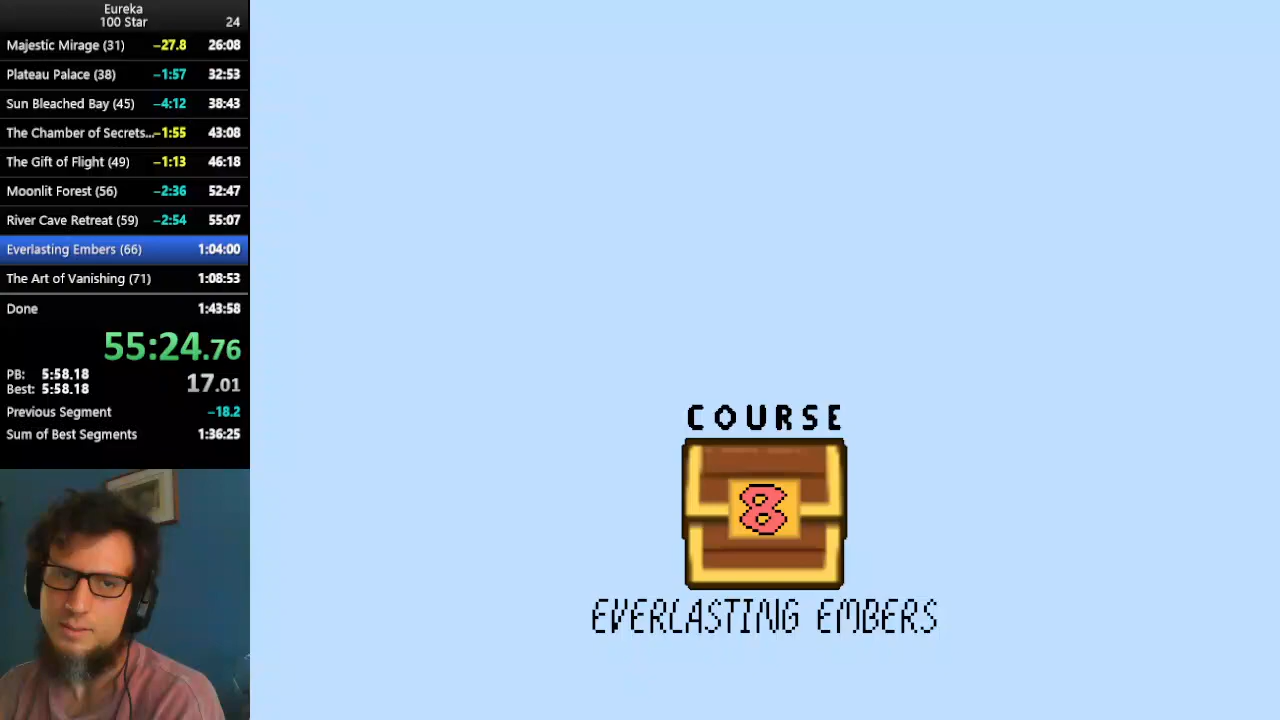 Eureka
100 Star 24
Majestic Mirage (31) -27.8 26:08
Plateau Palace (38) -1:57 32:53
Sun Bleached Bay (45) -4:12 38:43
The Chamber of Secrets... -1:55 43:08
The Gift of Flight (49) -1:13 46:18
Moonlit Forest (56) -2:36 52:47
River Cave Retreat (59) -2:54 55:07
Everlasting Embers (66) 1:04:00
The Art of Vanishing (71) 1:08:53
Done 1:43:58
55:24.76
PB: 5:58.18
Best: 5:58.18
17.01
Previous Segment -18.2
Sum of Best Segments 1:36:25
COURSE
8
EVERLASTING EMBERS